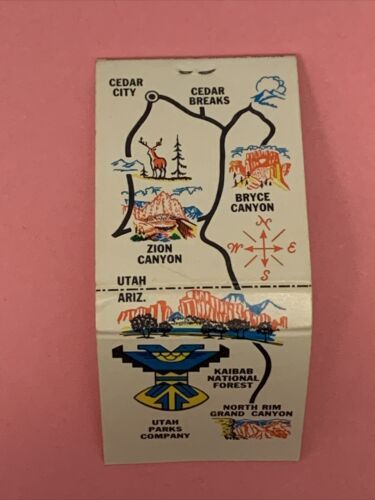 CEDAR
CITY
CEDAR
BREAKS
BRYCE
CANYON
ZION
CANYON
N
W
E
S
UTAH
ARIZ.
KAIBAB
NATIONAL
FOREST
NORTH RIM
GRAND CANYON
UTAH
PARKS
COMPANY